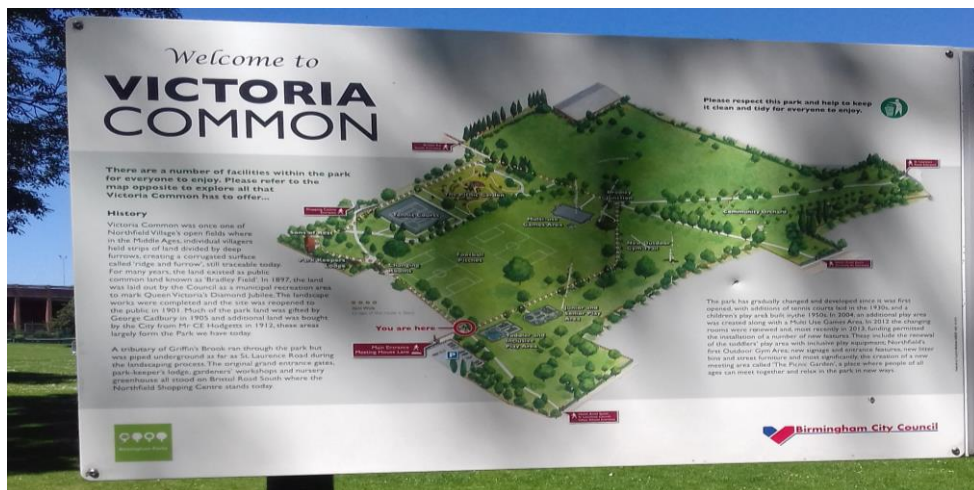 Welcome to
VICTORIA
COMMON
Please respect this park and help to keep
it clean and tidy for everyone to enjoy.
There are a number of facilities within the park
for everyone to enjoy. Please refer to the
map opposite to explore all that
Victoria Common has to offer...
History
Victoria Common was once one of
Northfield Village's open fields where
in the Middle Ages, individual villagers
held strips of land divided by deep
furrows, creating a corrugated surface
called 'ridge and furrow', still traceable today.
For many years, the land existed as public
common land known as 'Bradley Field'. In 1897, the land
was laid out by the Council as a municipal recreation area
to mark Queen Victoria's Diamond Jubilee. The landscape
works were completed and the site was reopened to
the public in 1901. Much of the park land was gifted by
George Cadbury in 1905 and additional land was bought
by the City from Mr CE Hodgetts in 1912, these areas
largely form the Park we have today.
A tributary of Griffin's Brook ran through the park but
was piped underground as far as St. Laurence Road during
the landscaping process. The original grand entrance gates,
park-keeper's lodge, gardeners' workshops and nursery
greenhouse all stood on Bristol Road South where the
Northfield Shopping Centre stands today.
Tennis Courts
Multi-use
Games Area
Community Orchard
Park Keepers
Lodge
Changing
Rooms
Football
Pitches
You are here
Main Entrance
Meeting House Lane
P
The park has gradually changed and developed since it was first
opened, with additions of tennis courts laid in the 1930s, and a
children's play area built in the 1950s. In 2004, an additional play area
was created along with a Multi Use Games Area. In 2012 the changing
rooms were renewed and most recently in 2013, funding permitted
the installation of a number of new features. These include the renewal
of the toddlers' play area with inclusive play equipment, Northfield's
first Outdoor Gym Area, new signage and entrance features, new litter
bins and street furniture and most significantly, the creation of a new
meeting area called 'The Picnic Garden', a place where people of all
ages can meet together and relax in the park in new ways.
Birmingham City Council